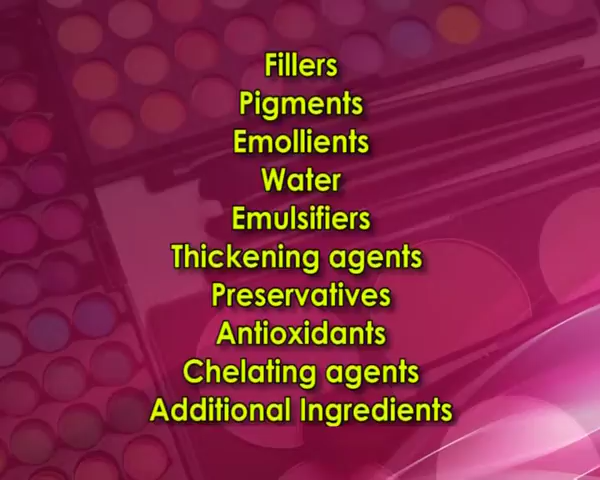 Fillers
Pigments
Emollients
Water
Emulsifiers
Thickening agents
Preservatives
Antioxidants
Chelating agents
Additional Ingredients